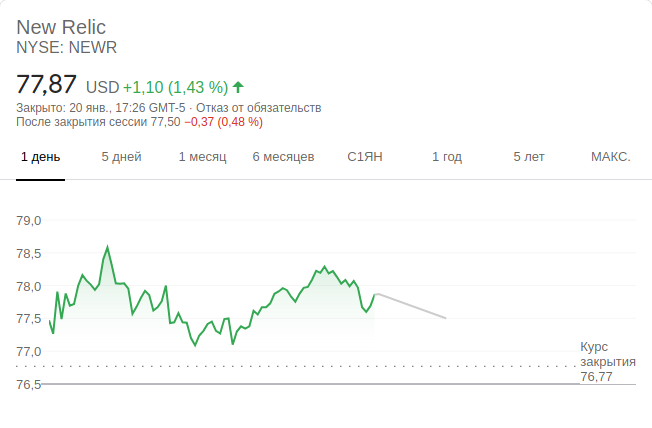 New Relic
NYSE: NEWR
77,87 USD +1,10 (1,43 %)
Закрыто: 20 янв., 17:26 GMT-5 · Отказ от обязательств
После закрытия сессии 77,50 −0,37 (0,48 %)
1 день 5 дней 1 месяц 6 месяцев С1ЯН 1 год 5 лет МАКС.
79,0
78,5
78,0
77,5
77,0
Курс
закрытия
76,77
76,5